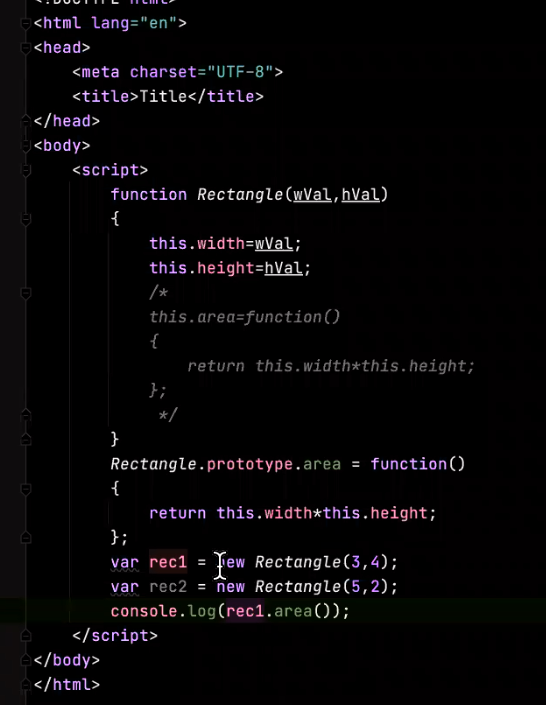 <!DOCTYPE html>
<html lang="en">
<head>
<meta charset="UTF-8">
<title>Title</title>
</head>
<body>
<script>
function Rectangle(wVal,hVal)
{
this.width=wVal;
this.height=hVal;
/*
this.area=function()
{
return this.width*this.height;
};
*/
}
Rectangle.prototype.area = function()
{
return this.width*this.height;
};
var rec1 = new Rectangle(3,4);
var rec2 = new Rectangle(5,2);
console.log(rec1.area());
</script>
</body>
</html>